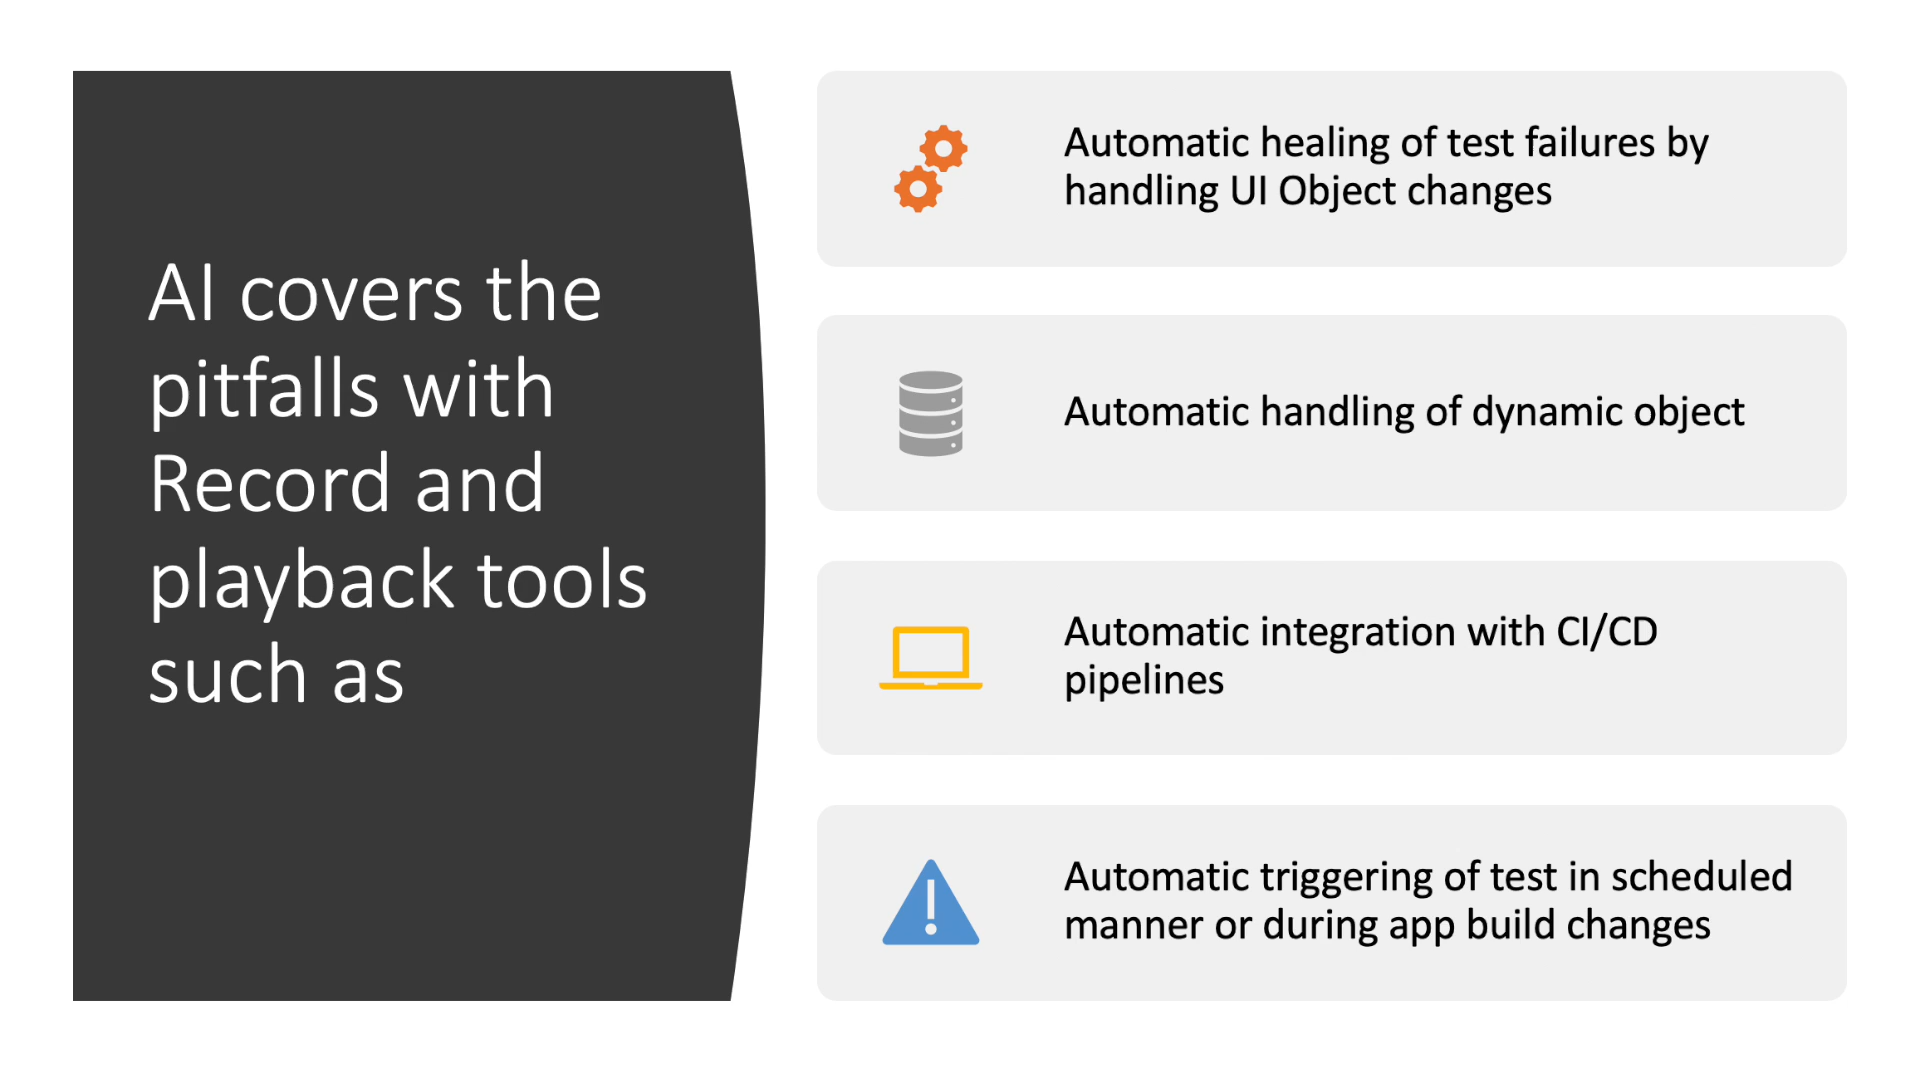 AI covers the
pitfalls with
Record and
playback tools
such as
Automatic healing of test failures by
handling UI Object changes
Automatic handling of dynamic object
Automatic integration with CI/CD
pipelines
Automatic triggering of test in scheduled
manner or during app build changes